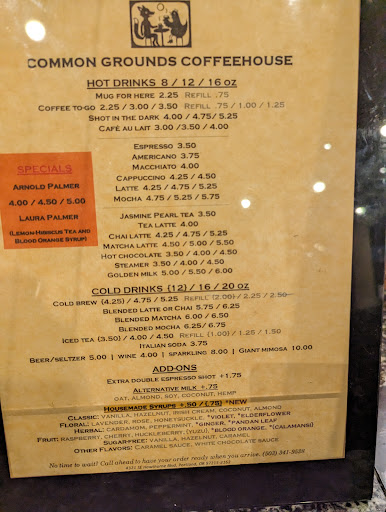 COMMON GROUNDS COFFEEHOUSE
HOT DRINKS 8 / 12 / 16 OZ
MUG FOR HERE 2.25 REFILL .75
COFFEE TO-GO 2.25 / 3.00 / 3.50 REFILL .75 / 1.00 / 1.25
SHOT IN THE DARK 4.00 / 4.75 / 5.25
CAFÉ AU LAIT 3.00 /3.50 / 4.00
ESPRESSO 3.50
AMERICANO 3.75
MACCHIATO 4.00
CAPPUCCINO 4.25 / 4.50
LATTE 4.25 / 4.75 / 5.25
MOCHA 4.75 / 5.25 / 5.75
SPECIALS
ARNOLD PALMER
4.00 / 4.50 / 5.00
LAURA PALMER
(LEMON-HIBISCUS TEA AND
BLOOD ORANGE SYRUP)
JASMINE PEARL TEA 3.50
TEA LATTE 4.00
CHAI LATTE 4.25 / 4.75 / 5.25
MATCHA LATTE 4.50 / 5.00 / 5.50
HOT CHOCOLATE 3.50 / 4.00 / 4.50
STEAMER 3.50 / 4.00 / 4.50
GOLDEN MILK 5.00 / 5.50 / 6.00
COLD DRINKS (12) / 16 / 20 OZ
COLD BREW (4.25) / 4.75 / 5.25 REFILL (2.00) / 2.25 / 2.50
BLENDED LATTE OR CHAI 5.75 / 6.25
BLENDED MATCHA 6.00 / 6.50
BLENDED MOCHA 6.25/ 6.75
ICED TEA (3.50) / 4.00 / 4.50 REFILL (1.00) / 1.25 / 1.50
ITALIAN SODA 3.75
BEER/SELTZER 5.00 | WINE 4.00 | SPARKLING 8.00 | GIANT MIMOSA 10.00
ADD-ONS
EXTRA DOUBLE ESPRESSO SHOT +1.75
ALTERNATIVE MILK +.75
OAT, ALMOND, SOY, COCONUT, HEMP
HOUSEMADE SYRUPS +.50 / (.75) *NEW
CLASSIC: VANILLA, HAZELNUT, IRISH CREAM, COCONUT, ALMOND
FLORAL: LAVENDER, ROSE, HONEYSUCKLE, *VIOLET, *ELDERFLOWER
HERBAL: CARDAMOM, PEPPERMINT, *GINGER, *PANDAN LEAF
FRUIT: RASPBERRY, CHERRY, HUCKLEBERRY, (YUZU), *BLOOD ORANGE, *(CALAMANSI)
SUGAR-FREE: VANILLA, HAZELNUT, CARAMEL
OTHER FLAVORS: CARAMEL SAUCE, WHITE CHOCOLATE SAUCE
No time to wait? Call ahead to have your order ready when you arrive.